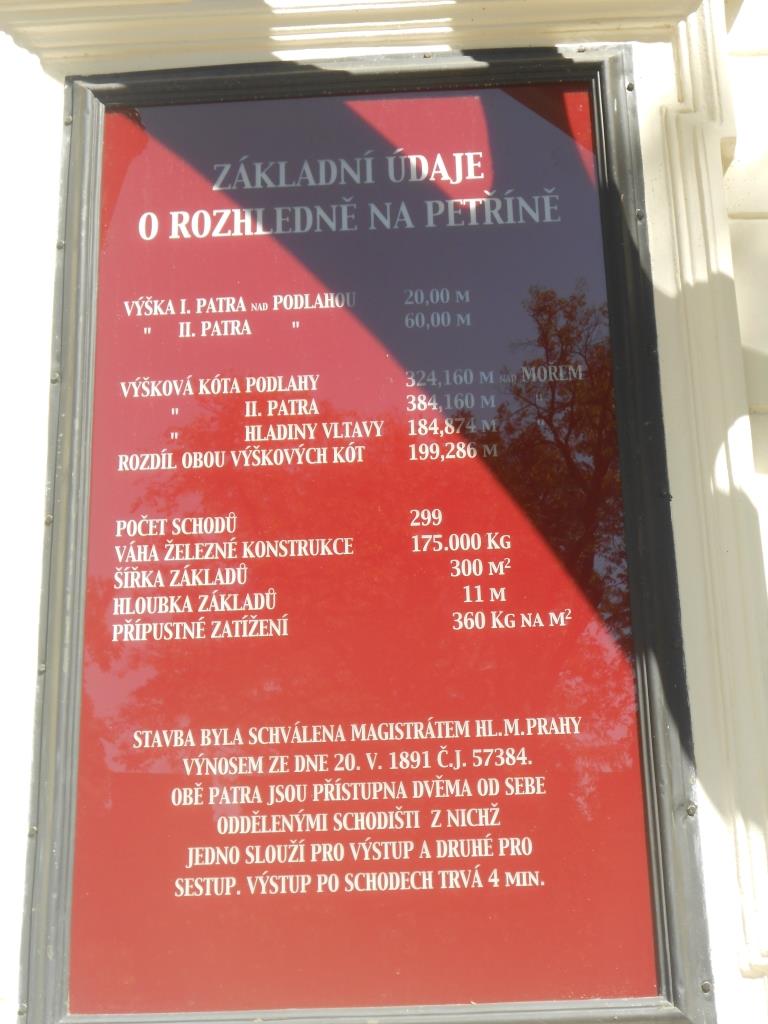 ZÁKLADNÍ ÚDAJE
O ROZHLEDNĚ NA PETŘÍNĚ
VÝŠKA I. PATRA NAD PODLAHOU 20,00 M
" II. PATRA " 60,00 M
VÝŠKOVÁ KÓTA PODLAHY 324,160 M NAD MOŘEM
" II. PATRA 384,160 M "
" HLADINY VLTAVY 184,874 M "
ROZDÍL OBOU VÝŠKOVÝCH KÓT 199,286 M
POČET SCHODŮ 299
VÁHA ŽELEZNÉ KONSTRUKCE 175.000 KG
ŠÍŘKA ZÁKLADŮ 300 M²
HLOUBKA ZÁKLADŮ 11 M
PŘÍPUSTNÉ ZATÍŽENÍ 360 KG NA M²
STAVBA BYLA SCHVÁLENA MAGISTRÁTEM HL.M.PRAHY
VÝNOSEM ZE DNE 20. V. 1891 Č.J. 57384.
OBĚ PATRA JSOU PŘÍSTUPNA DVĚMA OD SEBE
ODDĚLENÝMI SCHODIŠTI Z NICHŽ
JEDNO SLOUŽÍ PRO VÝSTUP A DRUHÉ PRO
SESTUP. VÝSTUP PO SCHODECH TRVÁ 4 MIN.